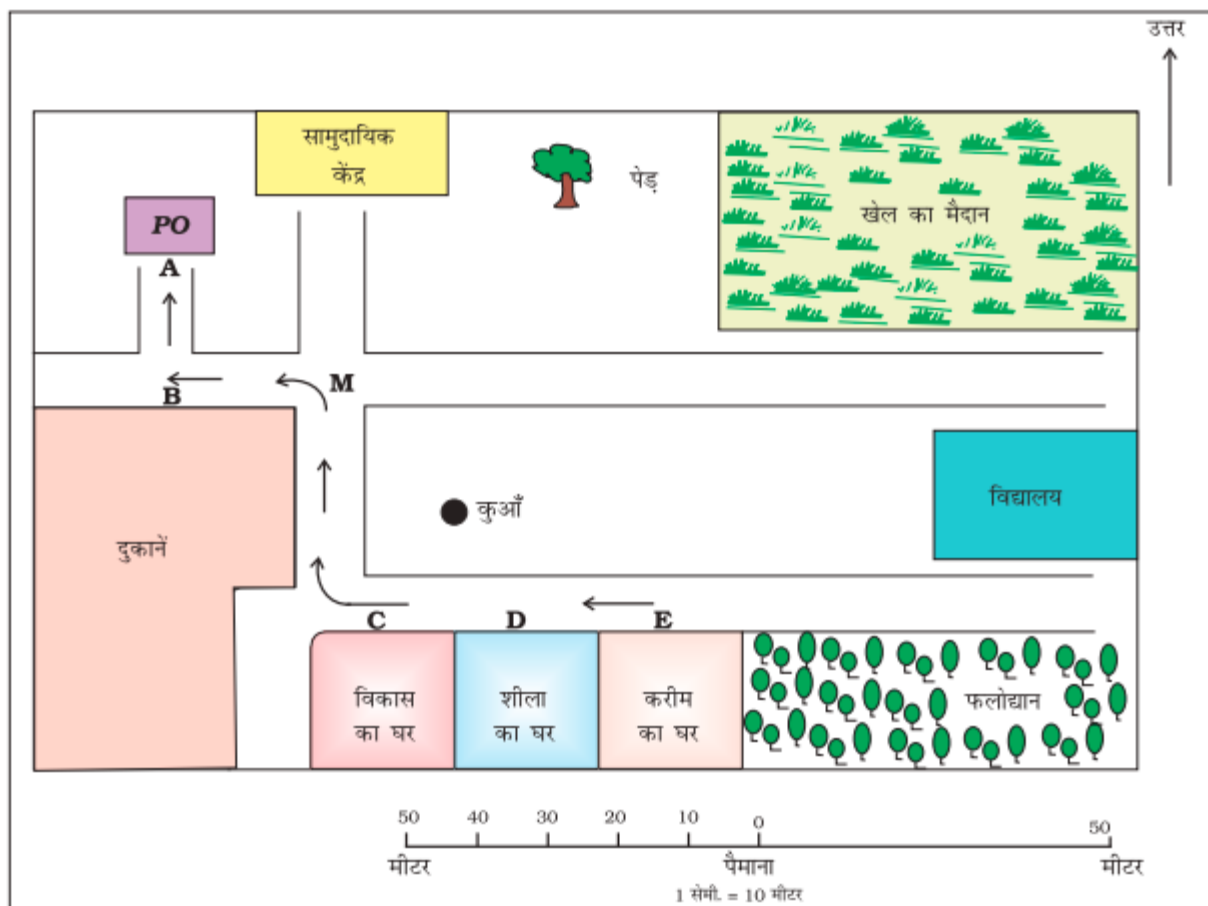 उत्तर
सामुदायिक
केंद्र
पेड़
PO
खेल का मैदान
A
M
B
विद्यालय
कुआँ
दुकानें
C D E
विकास
का घर
शीला
का घर
करीम
का घर
फलोद्यान
50 40 30 20 10 0 50
मीटर पैमाना मीटर
1 सेमी. = 10 मीटर